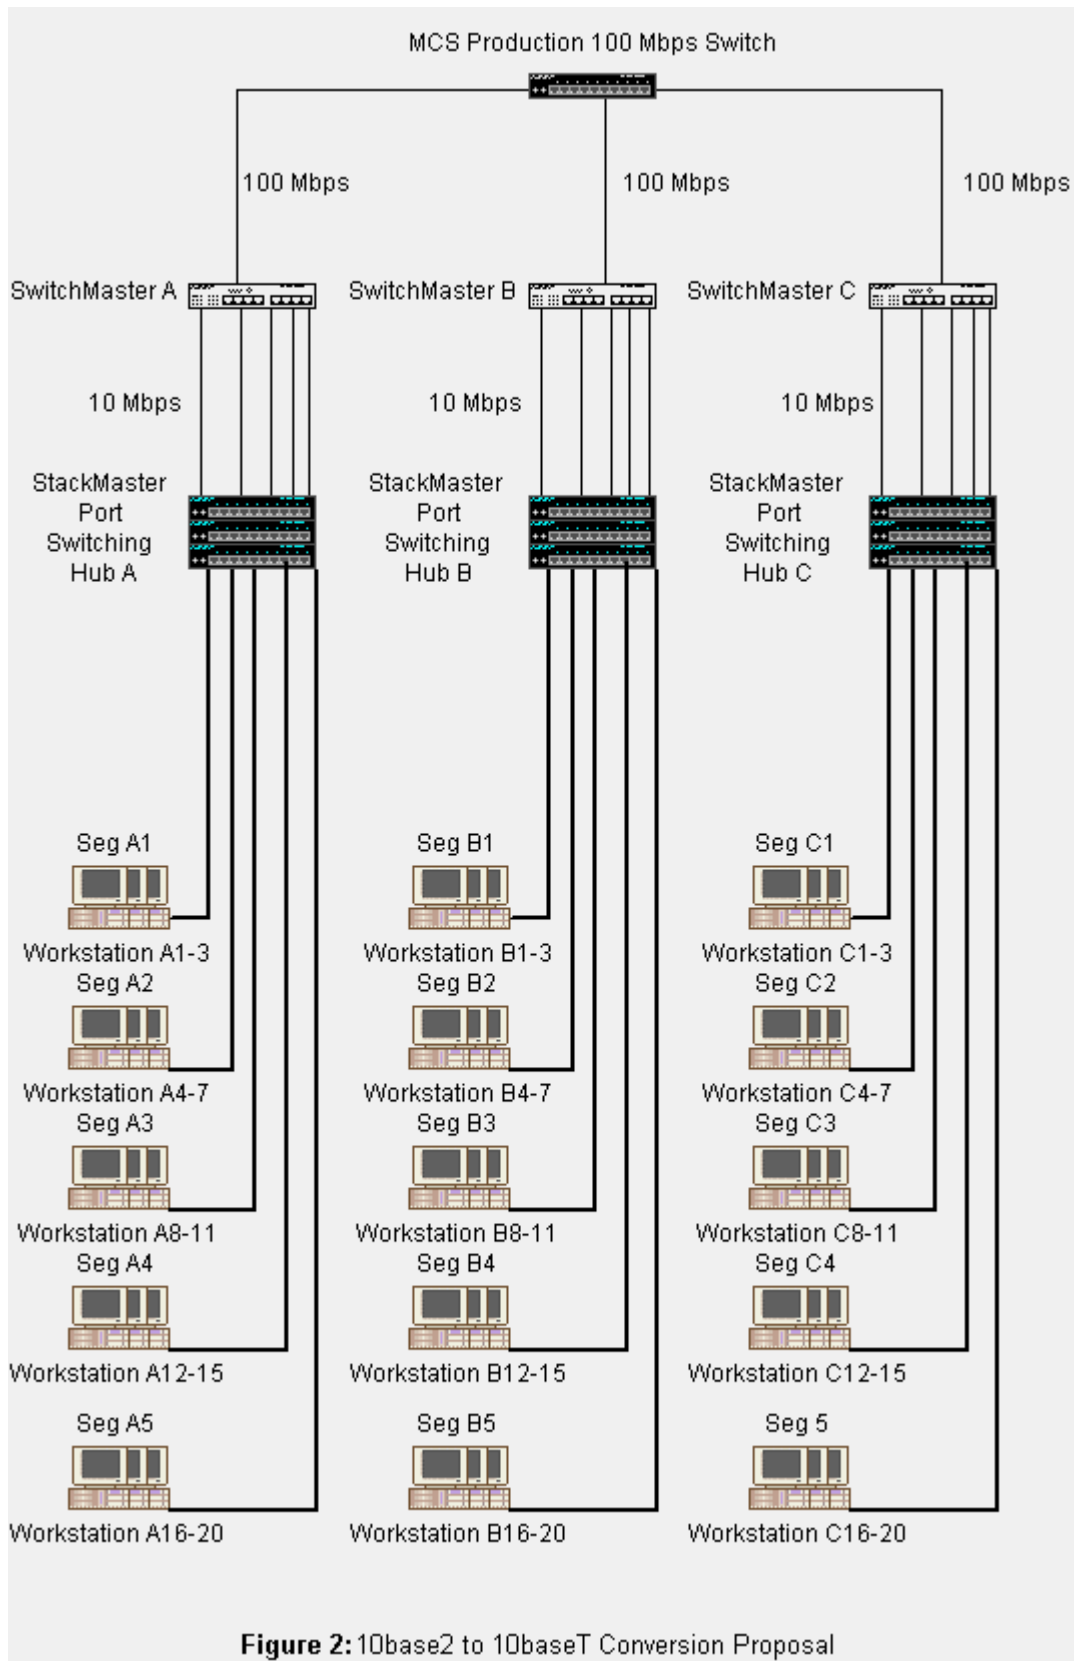 MCS Production 100 Mbps Switch
100 Mbps
100 Mbps
100 Mbps
SwitchMaster A
SwitchMaster B
SwitchMaster C
10 Mbps
10 Mbps
10 Mbps
StackMaster
Port
Switching
Hub A
StackMaster
Port
Switching
Hub B
StackMaster
Port
Switching
Hub C
Seg A1
Seg B1
Seg C1
Workstation A1-3
Workstation B1-3
Workstation C1-3
Seg A2
Seg B2
Seg C2
Workstation A4-7
Workstation B4-7
Workstation C4-7
Seg A3
Seg B3
Seg C3
Workstation A8-11
Workstation B8-11
Workstation C8-11
Seg A4
Seg B4
Seg C4
Workstation A12-15
Workstation B12-15
Workstation C12-15
Seg A5
Seg B5
Seg 5
Workstation A16-20
Workstation B16-20
Workstation C16-20
Figure 2: 10base2 to 10baseT Conversion Proposal